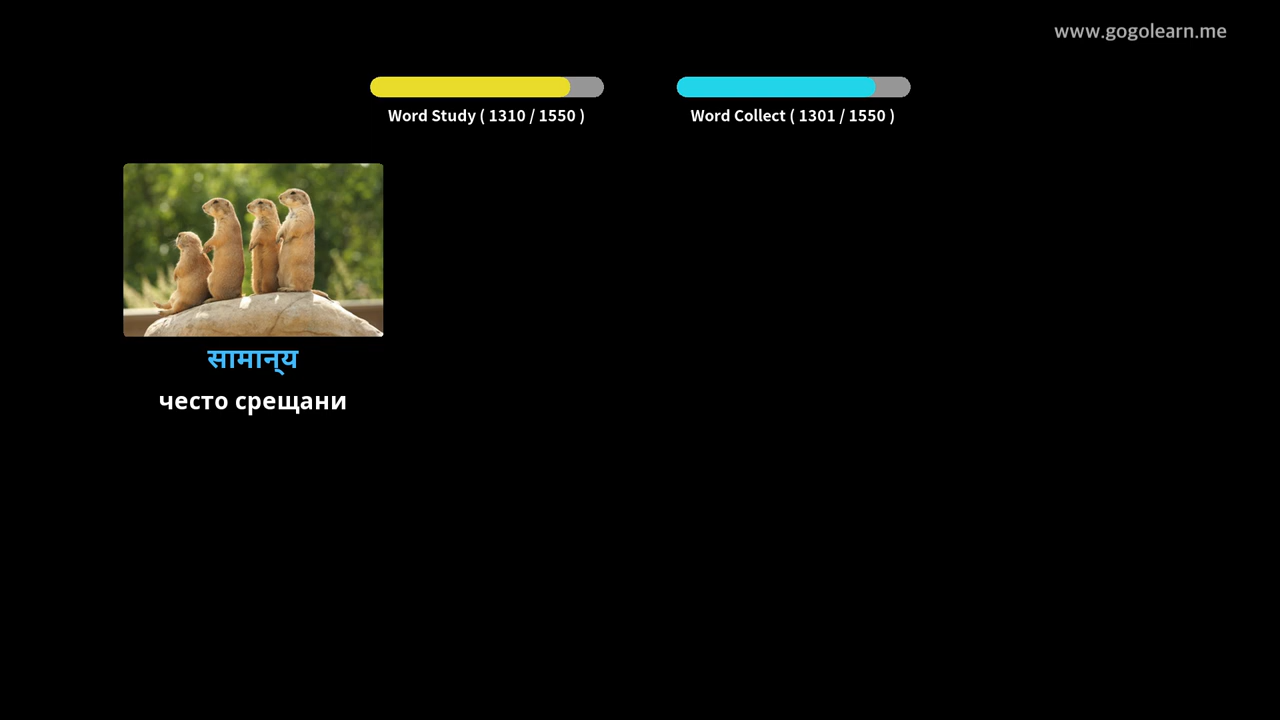 www.gogolearn.me
Word Study ( 1310 / 1550 )
Word Collect ( 1301 / 1550 )
सामान्य
често срещани